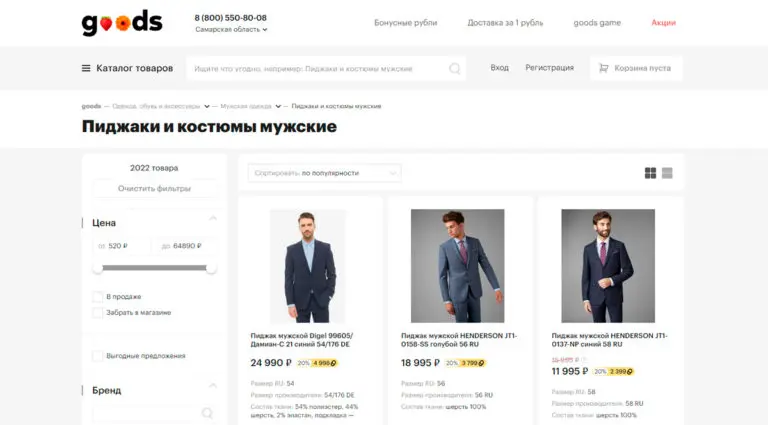 goods
8 (800) 550-80-08
Самарская область
Бонусные рубли
Доставка за 1 рубль
goods game
Акции
Каталог товаров
Ищите что угодно, например: Пиджаки и костюмы мужские
Вход
Регистрация
Корзина пуста
goods — Одежда, обувь и аксессуары — Мужская одежда — Пиджаки и костюмы мужские
Пиджаки и костюмы мужские
2022 товара
Очистить фильтры
Цена
от 520 ₽
до 64890 ₽
В продаже
Забрать в магазине
Выгодные предложения
Бренд
Сортировать: по популярности
Пиджак мужской Digel 99605/
Дамиан-С 21 синий 54/176 DE
24 990 ₽ 20% 4 998
Размер RU: 54
Размер производителя: 54/176 DE
Состав ткани: 54% полиэстер, 44%
шерсть, 2% эластан, подкладка —
Пиджак мужской HENDERSON JT1-
0158-SS голубой 56 RU
18 995 ₽ 20% 3 799
Размер RU: 56
Размер производителя: 56 RU
Состав ткани: шерсть 100%
Пиджак мужской HENDERSON JT1-
0137-NP синий 58 RU
11 995 ₽ 20% 2 399
Размер RU: 58
Размер производителя: 58 RU
Состав ткани: шерсть 100%